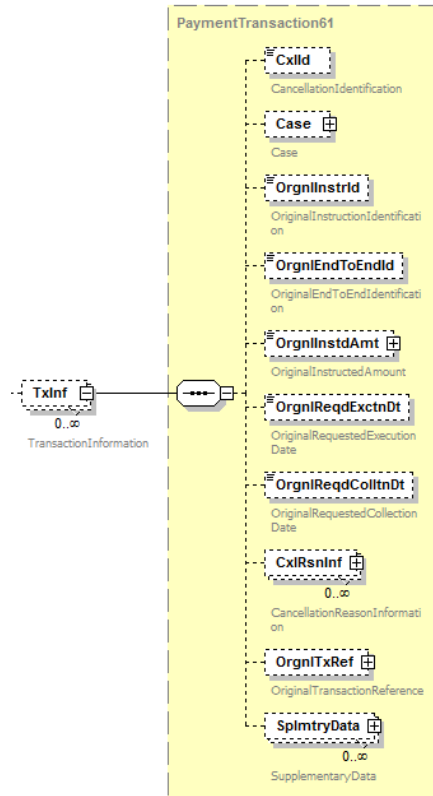 PaymentTransaction61
CxlId
CancellationIdentification
Case
Case
OrgnlInstrId
OriginalInstructionIdentificati
on
OrgnlEndToEndId
OriginalEndToEndIdentificati
on
OrgnlInstdAmt
OriginalInstructedAmount
TxInf
0..∞
TransactionInformation
OrgnlReqdExctnDt
OriginalRequestedExecution
Date
OrgnlReqdColltnDt
OriginalRequestedCollection
Date
CxlRsnInf
0..∞
CancellationReasonInformati
on
OrgnlTxRef
OriginalTransactionReference
SplmtryData
0..∞
SupplementaryData